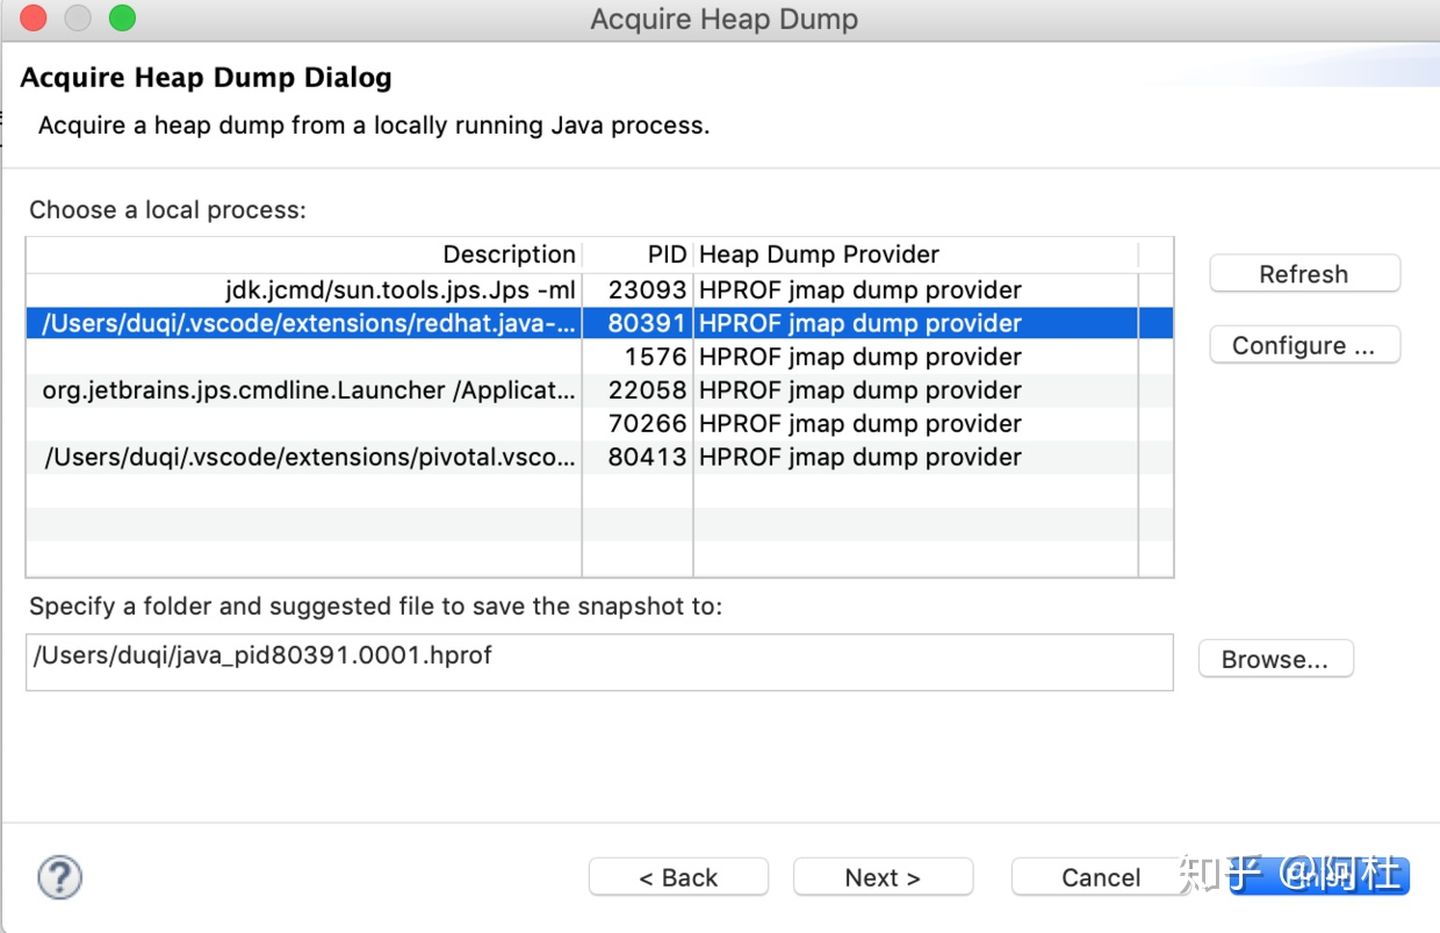 Acquire Heap Dump
Acquire Heap Dump Dialog
Acquire a heap dump from a locally running Java process.
Choose a local process:
Description PID Heap Dump Provider
jdk.jcmd/sun.tools.jps.Jps -ml 23093 HPROF jmap dump provider
/Users/duqi/.vscode/extensions/redhat.java-... 80391 HPROF jmap dump provider
1576 HPROF jmap dump provider
org.jetbrains.jps.cmdline.Launcher /Applicat... 22058 HPROF jmap dump provider
70266 HPROF jmap dump provider
/Users/duqi/.vscode/extensions/pivotal.vsco... 80413 HPROF jmap dump provider
Refresh
Configure ...
Specify a folder and suggested file to save the snapshot to:
/Users/duqi/java_pid80391.0001.hprof
Browse...
?
< Back Next > Cancel
知乎 @阿杜